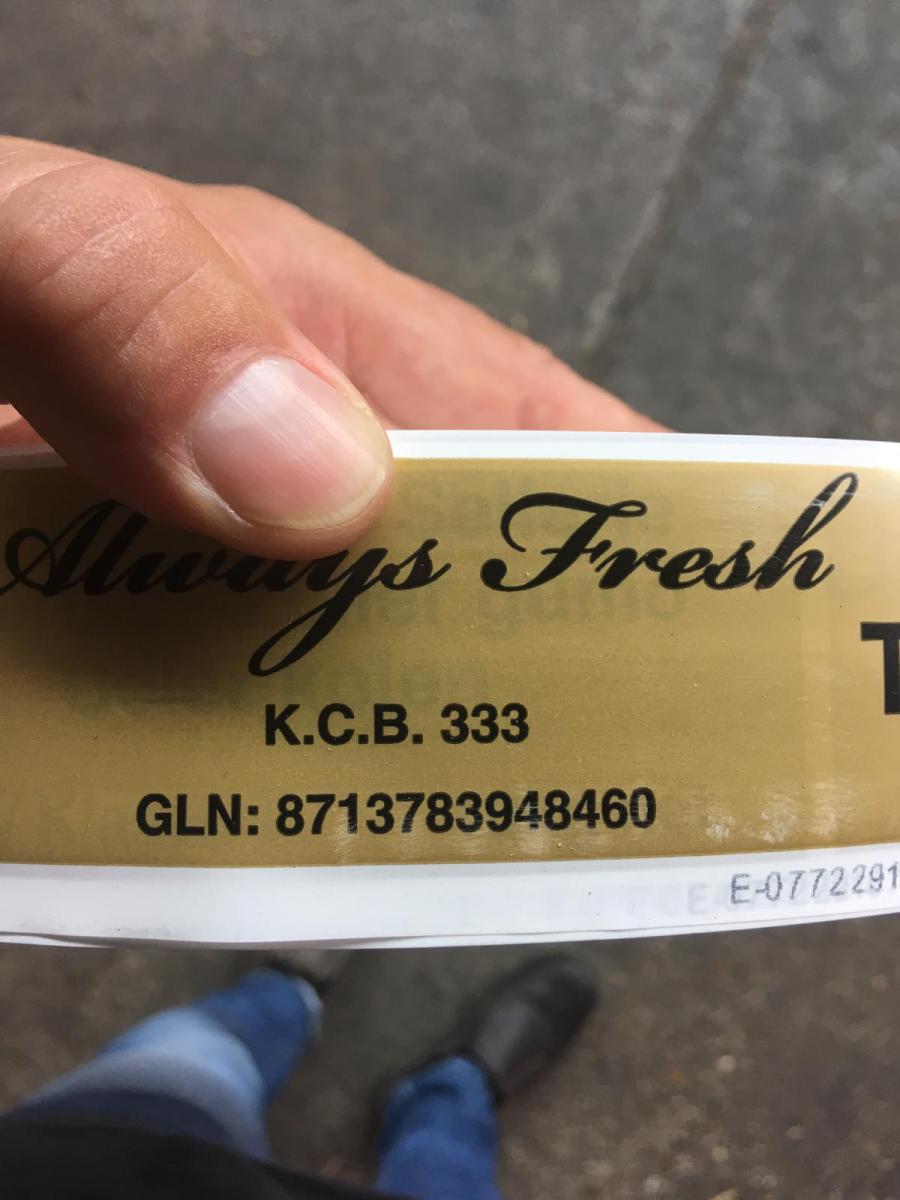 Always Fresh
T
K.C.B. 333
GLN: 8713783948460
E-0772291